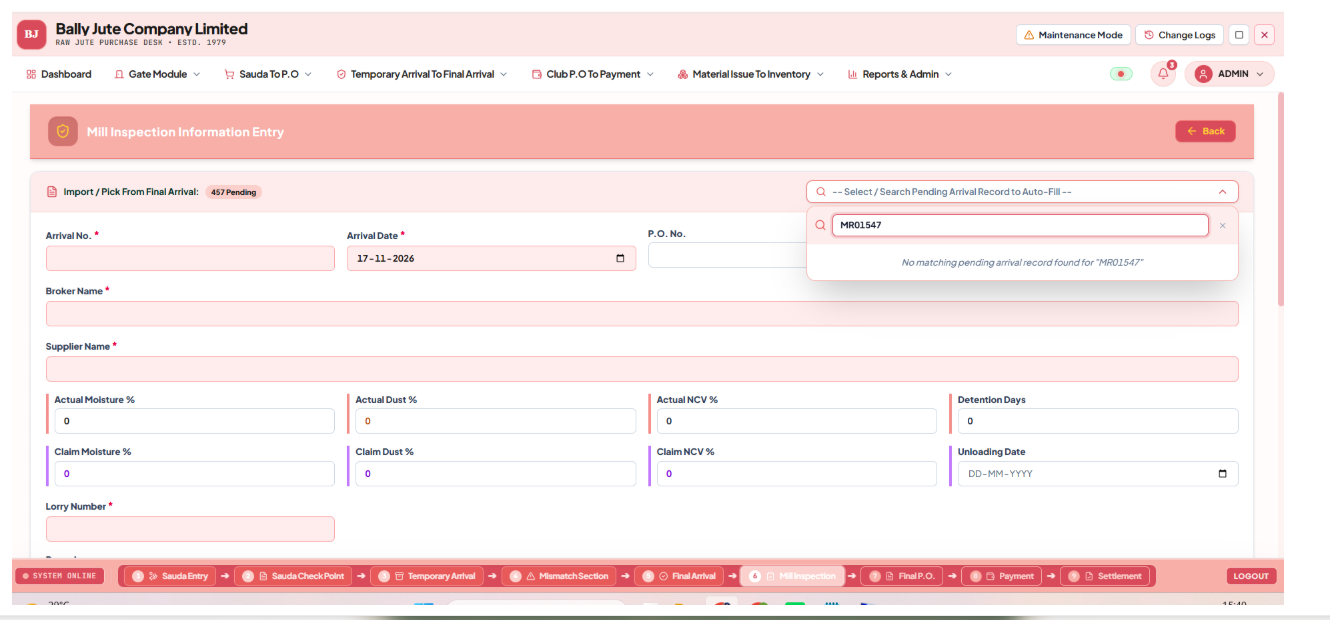 BJ
Bally Jute Company Limited
RAW JUTE PURCHASE DESK • ESTD. 1979
Maintenance Mode
Change Logs
Dashboard
Gate Module
Sauda To P.O
Temporary Arrival To Final Arrival
Club P.O To Payment
Material Issue To Inventory
Reports & Admin
3
ADMIN
Mill Inspection Information Entry
Back
Import / Pick From Final Arrival:
457 Pending
-- Select / Search Pending Arrival Record to Auto-Fill --
MR01547
No matching pending arrival record found for "MR01547"
Arrival No. *
Arrival Date *
P.O. No.
17-11-2026
Broker Name *
Supplier Name *
Actual Moisture %
Actual Dust %
Actual NCV %
Detention Days
0
0
0
0
Claim Moisture %
Claim Dust %
Claim NCV %
Unloading Date
0
0
0
DD-MM-YYYY
Lorry Number *
SYSTEM ONLINE
1 Sauda Entry
2 Sauda Check Point
3 Temporary Arrival
4 Mismatch Section
5 Final Arrival
6 Mill Inspection
7 Final P.O.
8 Payment
9 Settlement
LOGOUT